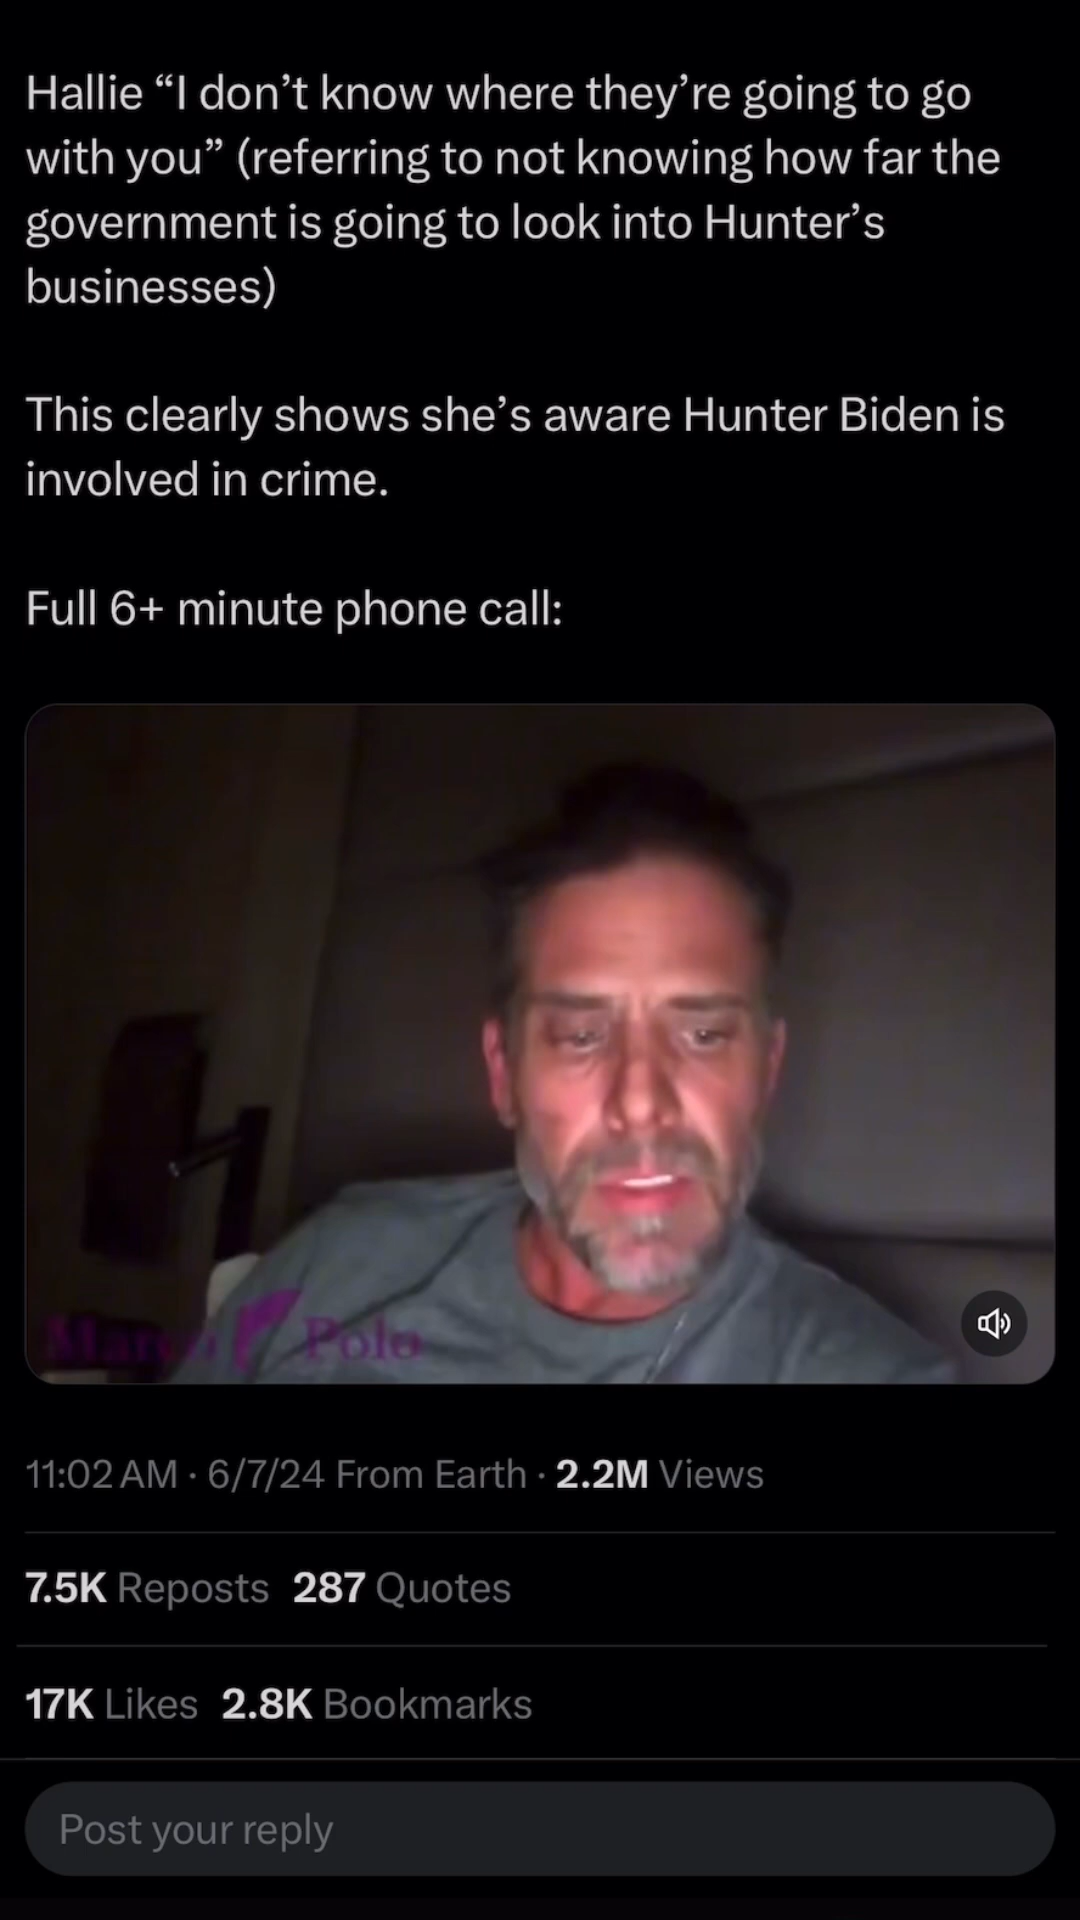 Hallie “I don’t know where they’re going to go
with you” (referring to not knowing how far the
government is going to look into Hunter’s
businesses)
This clearly shows she’s aware Hunter Biden is
involved in crime.
Full 6+ minute phone call:
Marco Polo
11:02 AM · 6/7/24 From Earth · 2.2M Views
7.5K Reposts 287 Quotes
17K Likes 2.8K Bookmarks
Post your reply